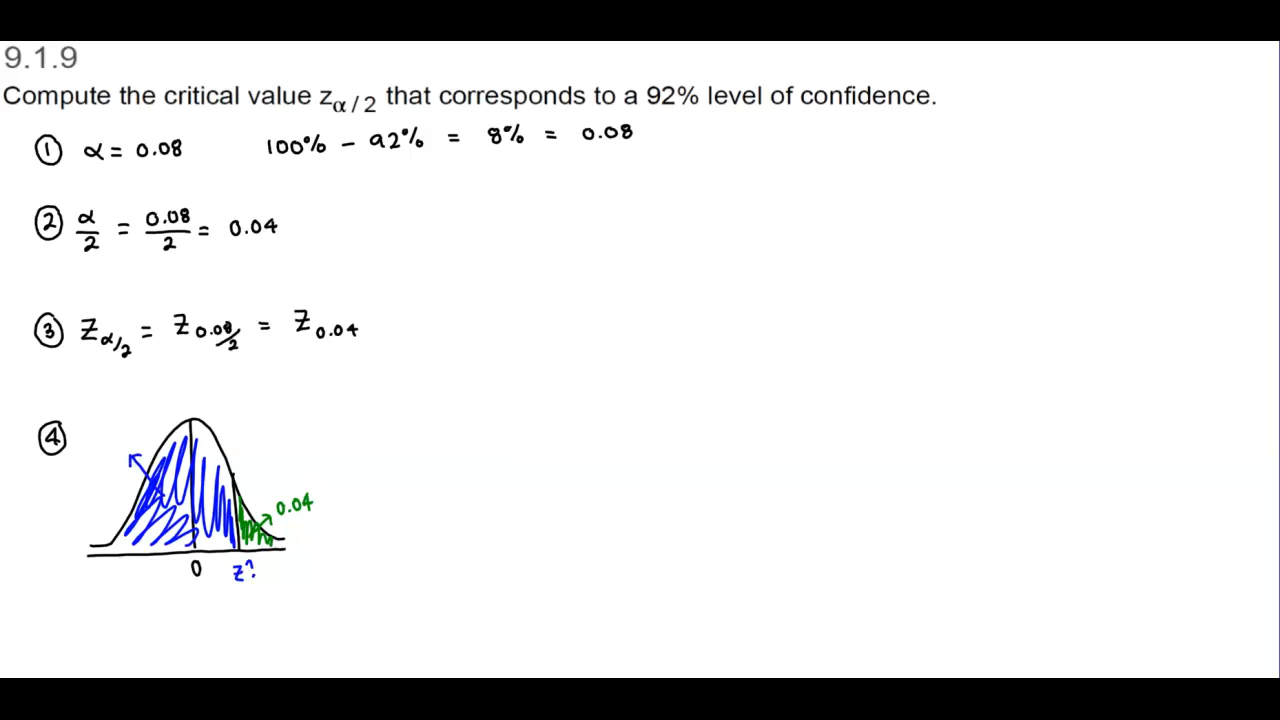 9.1.9
Compute the critical value zα/2 that corresponds to a 92% level of confidence.
① α = 0.08 100% - 92% = 8% = 0.08
② α/2 = 0.08/2 = 0.04
③ Zα/2 = Z0.08/2 = Z0.04
④
0.04
0 z?